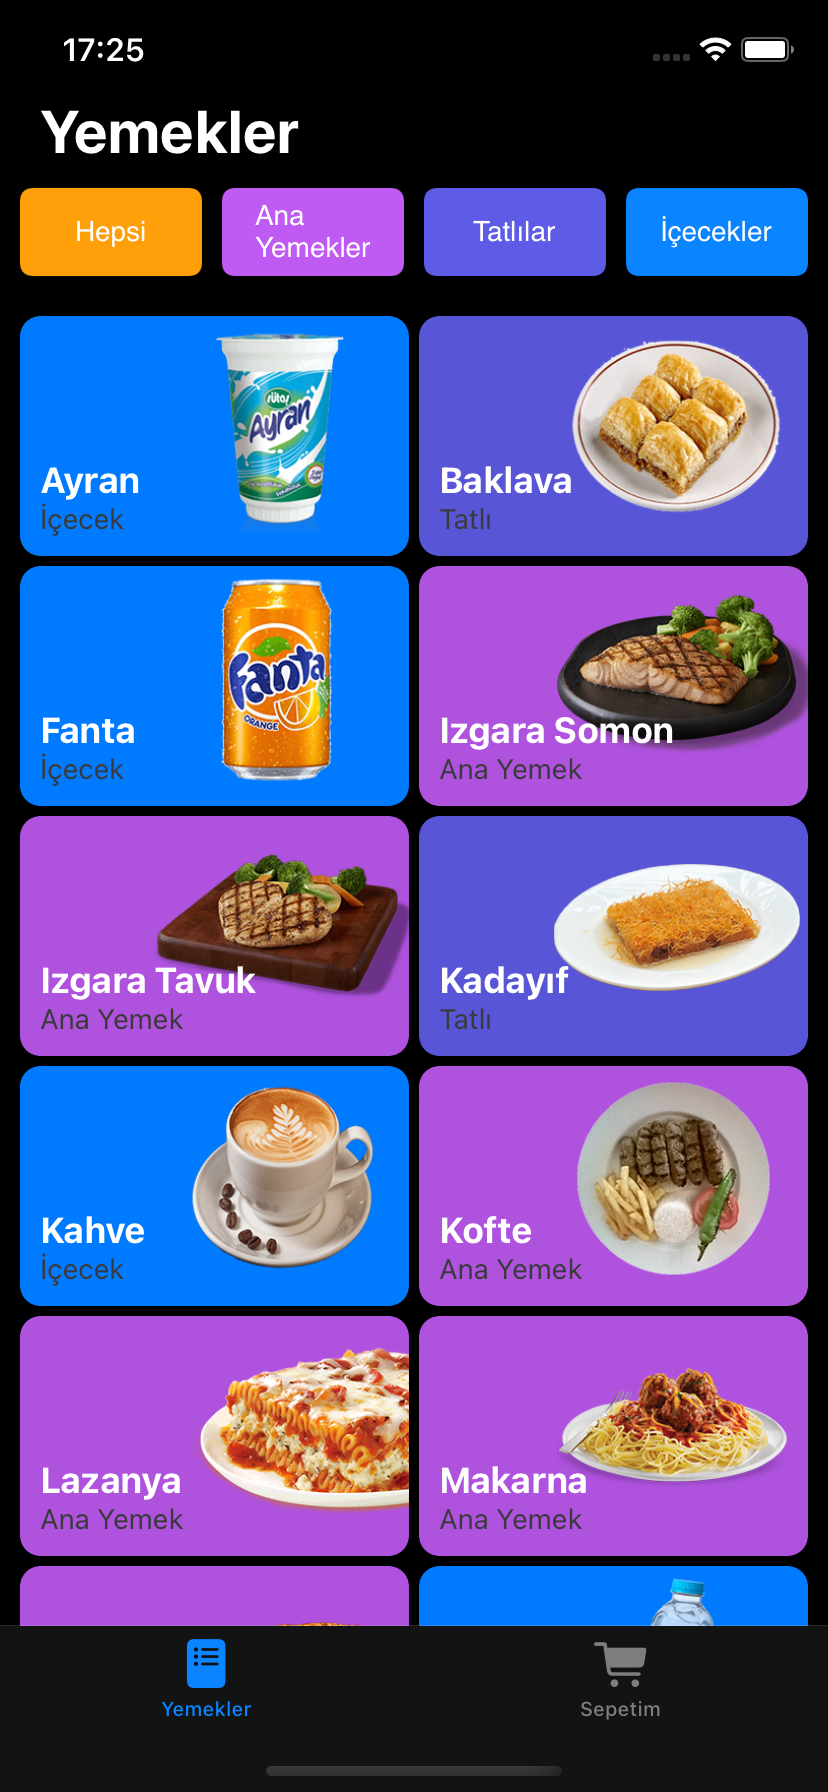 17:25
Yemekler
Hepsi
Ana
Yemekler
Tatlılar
İçecekler
sütaş
Ayran
Ayran
İçecek
Baklava
Tatlı
Fanta
ORANGE
Fanta
İçecek
Izgara Somon
Ana Yemek
Izgara Tavuk
Ana Yemek
Kadayıf
Tatlı
Kahve
İçecek
Kofte
Ana Yemek
Lazanya
Ana Yemek
Makarna
Ana Yemek
Yemekler
Sepetim